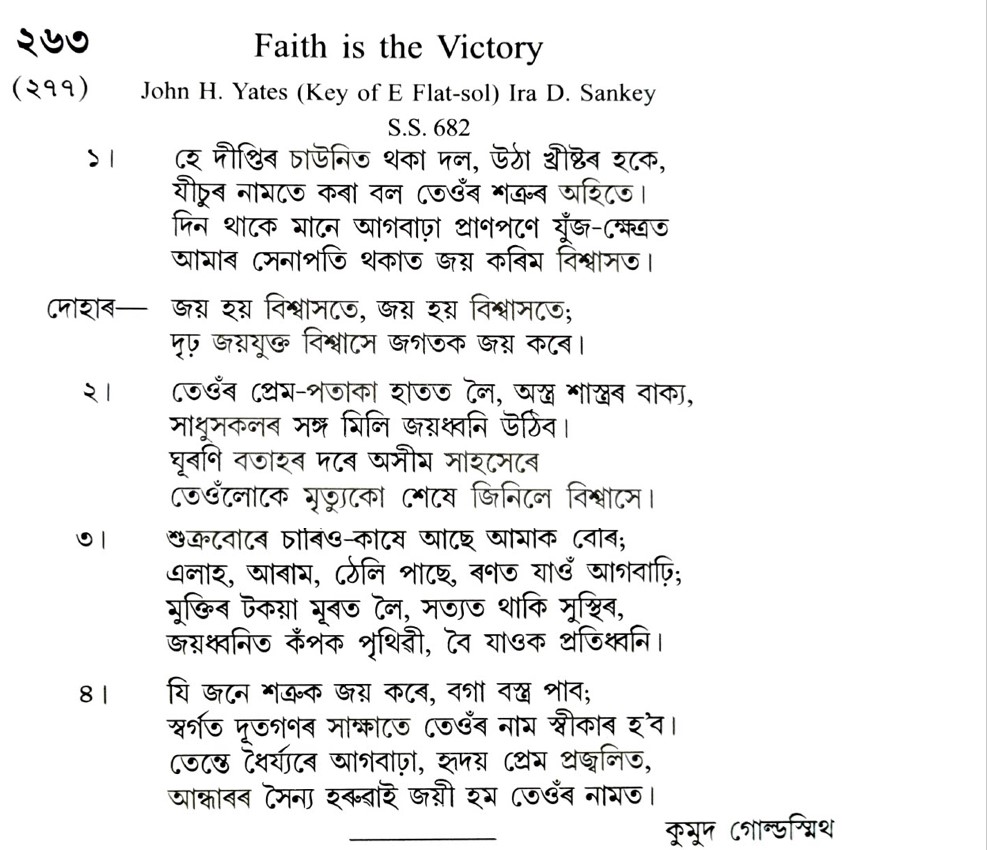 ২৬৩ Faith is the Victory
(২৭৭) John H. Yates (Key of E Flat-sol) Ira D. Sankey
S.S. 682
১। হে দীপ্তিৰ চাউনিত থকা দল, উঠা খ্ৰীষ্টৰ হকে,
যীচুৰ নামতে কৰা বল তেওঁৰ শত্ৰুৰ অহিতে।
দিন থাকে মানে আগবাঢ়া প্ৰাণপণে যুঁজ-ক্ষেত্ৰত
আমাৰ সেনাপতি থকাত জয় কৰিম বিশ্বাসত।
দোহাৰ— জয় হয় বিশ্বাসতে, জয় হয় বিশ্বাসতে;
দৃঢ় জয়যুক্ত বিশ্বাসে জগতক জয় কৰে।
২। তেওঁৰ প্ৰেম-পতাকা হাতত লৈ, অস্ত্ৰ শাস্ত্ৰৰ বাক্য,
সাধুসকলৰ সঙ্গ মিলি জয়ধ্বনি উঠিব।
ঘূৰণি বতাহৰ দৰে অসীম সাহসেৰে
তেওঁলোকে মৃত্যুকো শেষে জিনিলে বিশ্বাসে।
৩। শুক্ৰবোৰে চাৰিও-কাষে আছে আমাক বেৰি;
এলাহ, আৰাম, ঠেলি পাছে, ৰণত যাওঁ আগবাঢ়ি;
মুক্তিৰ টকয়া মূৰত লৈ, সত্যত থাকি সুস্থিৰ,
জয়ধ্বনিত কঁপক পৃথিৱী, বৈ যাওক প্ৰতিধ্বনি।
৪। যি জনে শত্ৰুক জয় কৰে, বগা বস্ত্ৰ পাব;
স্বৰ্গত দূতগণৰ সাক্ষাতে তেওঁৰ নাম স্বীকাৰ হ'ব।
তেন্তে ধৈৰ্য্যৰে আগবাঢ়া, হৃদয় প্ৰেম প্ৰজ্বলিত,
আন্ধাৰৰ সৈন্য হৰুৱাই জয়ী হম তেওঁৰ নামত।
কুমুদ গোল্ডস্মিথ